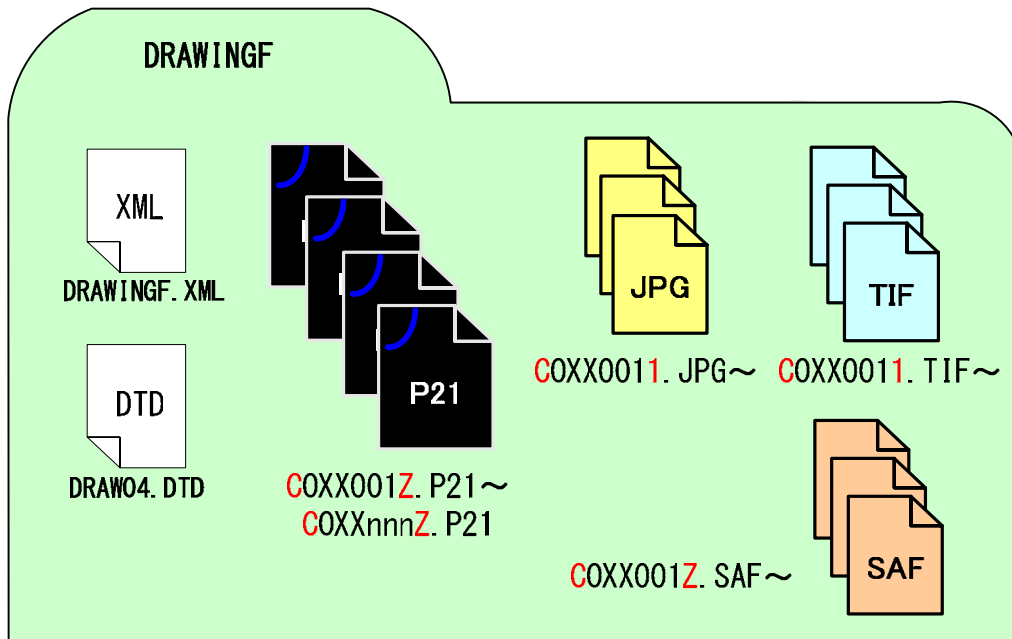 DRAWINGF
XML
DRAWINGF.XML
DTD
DRAW04.DTD
P21
C0XX001Z.P21～
C0XXnnnZ.P21
JPG
C0XX0011.JPG～
TIF
C0XX0011.TIF～
SAF
C0XX001Z.SAF～